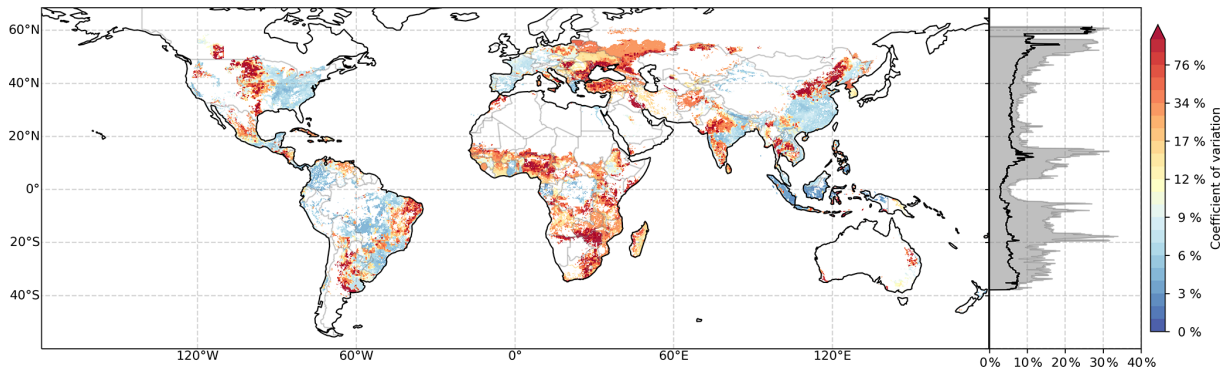 60°N
40°N
20°N
0°
20°S
40°S
120°W
60°W
0°
60°E
120°E
0%
10%
20%
30%
40%
76 %
34 %
17 %
12 %
9 %
6 %
3 %
0 %
Coefficient of variation